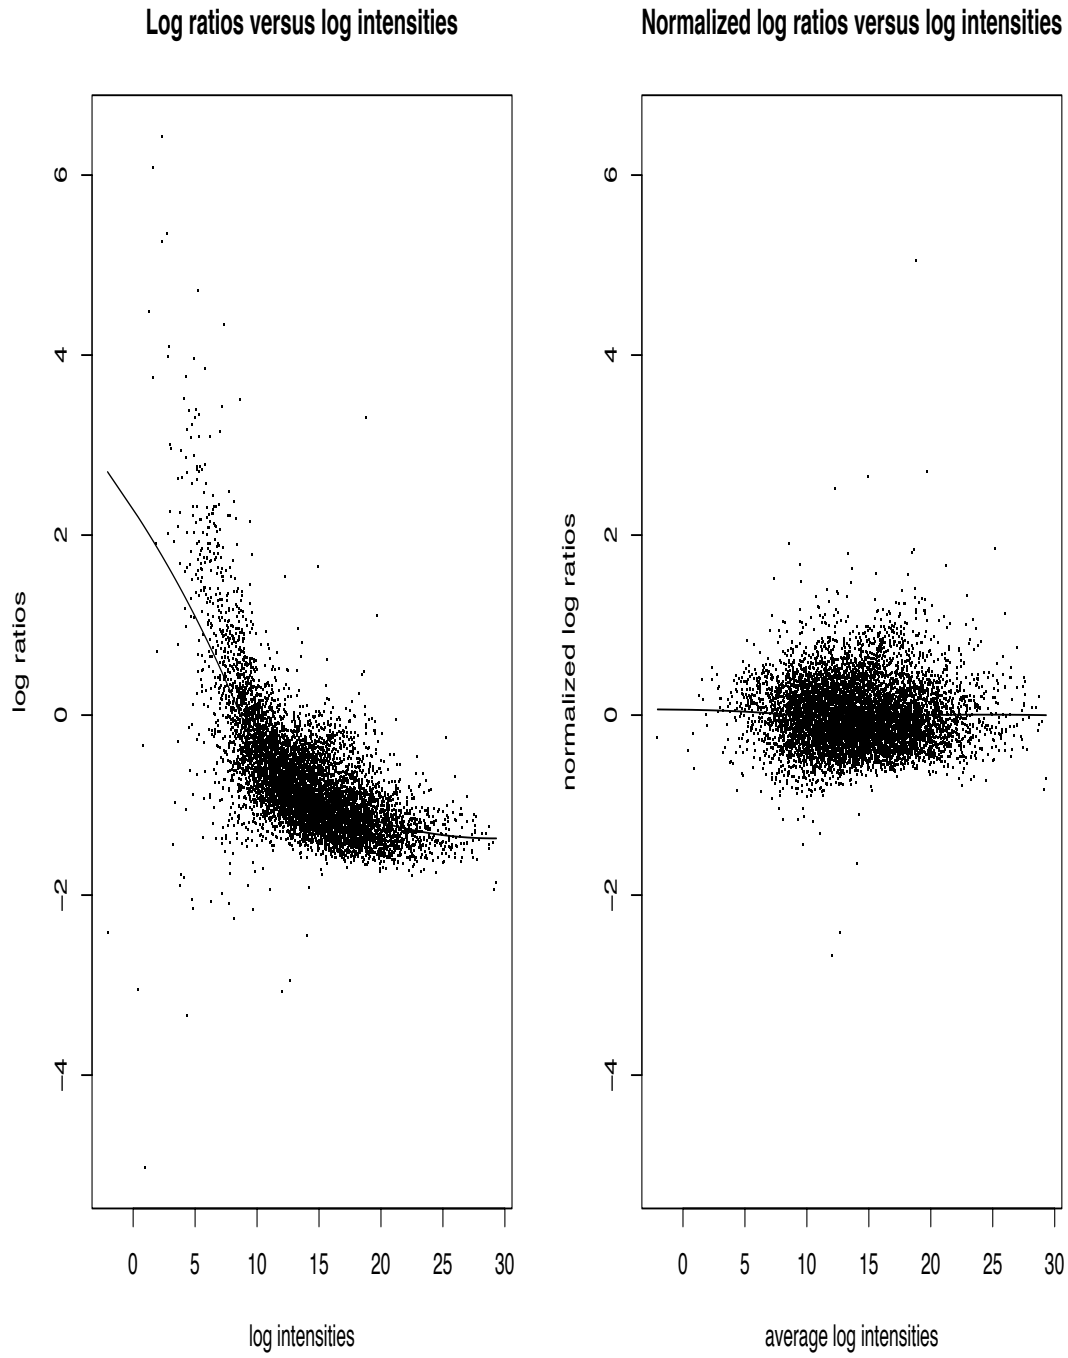 Log ratios versus log intensities
Normalized log ratios versus log intensities
log ratios
6
4
2
0
−2
−4
0 5 10 15 20 25 30
log intensities
normalized log ratios
6
4
2
0
−2
−4
0 5 10 15 20 25 30
average log intensities